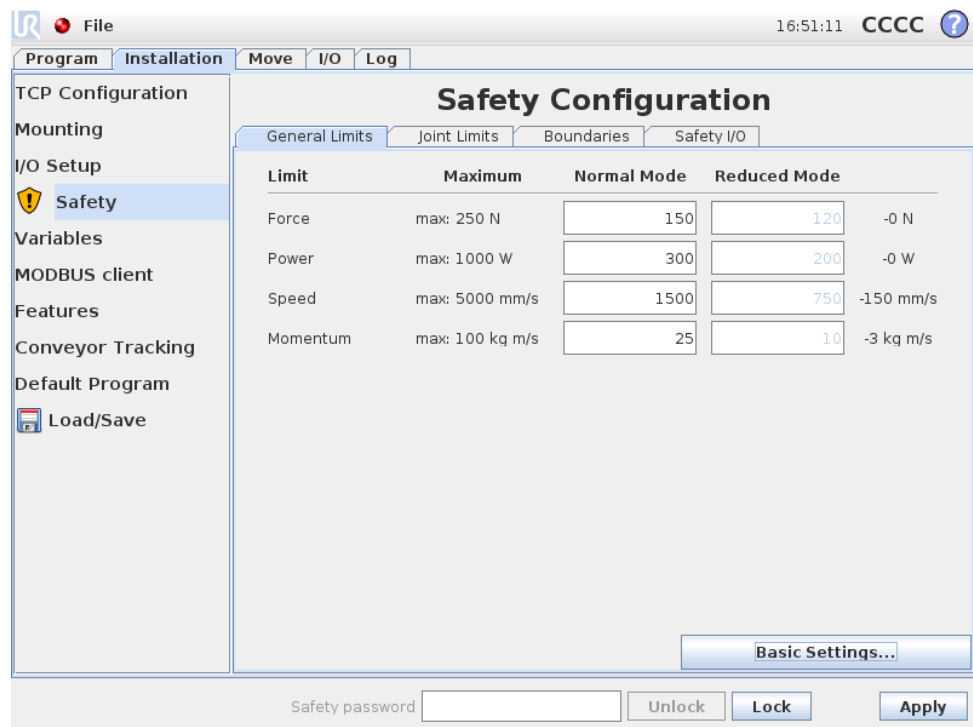 UR File 16:51:11 CCCC ?
Program Installation Move I/O Log
TCP Configuration
Mounting
I/O Setup
Safety
Variables
MODBUS client
Features
Conveyor Tracking
Default Program
Load/Save
Safety Configuration
General Limits Joint Limits Boundaries Safety I/O
Limit Maximum Normal Mode Reduced Mode
Force max: 250 N 150 120 -0 N
Power max: 1000 W 300 200 -0 W
Speed max: 5000 mm/s 1500 750 -150 mm/s
Momentum max: 100 kg m/s 25 10 -3 kg m/s
Basic Settings...
Safety password Unlock Lock Apply